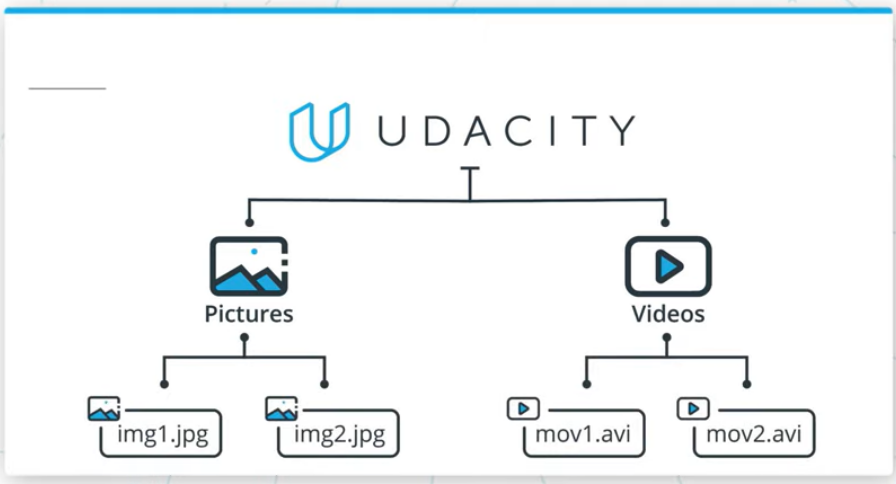 UDACITY
Pictures
Videos
img1.jpg
img2.jpg
mov1.avi
mov2.avi